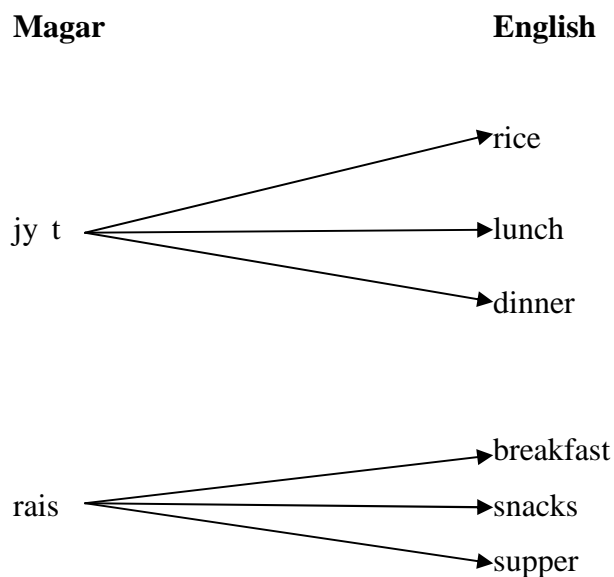 Magar English
rice
jy t lunch
dinner
breakfast
rais snacks
supper